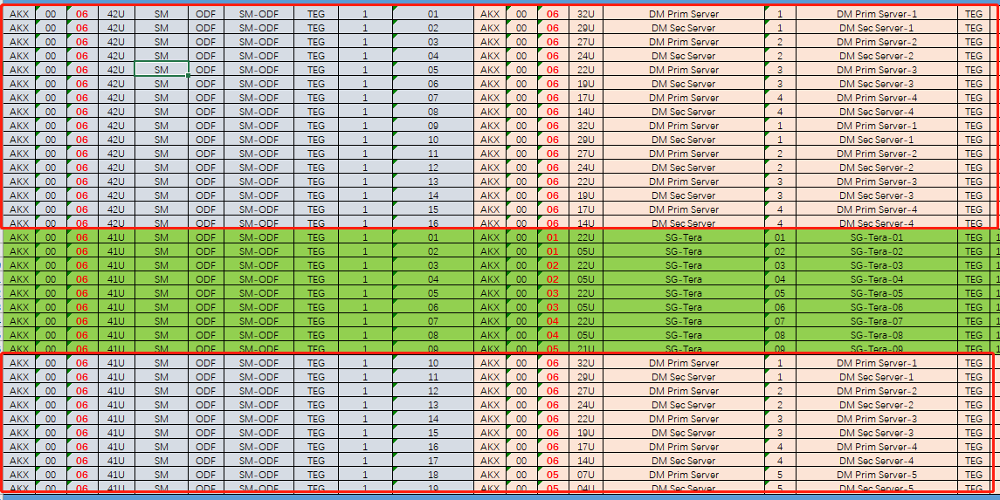 AKX 00 06 42U SM ODF SM-ODF TEG 1 01 AKX 00 06 32U DM Prim Server 1 DM Prim Server-1 TEG
AKX 00 06 42U SM ODF SM-ODF TEG 1 02 AKX 00 06 29U DM Sec Server 1 DM Sec Server-1 TEG
AKX 00 06 42U SM ODF SM-ODF TEG 1 03 AKX 00 06 27U DM Prim Server 2 DM Prim Server-2 TEG
AKX 00 06 42U SM ODF SM-ODF TEG 1 04 AKX 00 06 24U DM Sec Server 2 DM Sec Server-2 TEG
AKX 00 06 42U SM ODF SM-ODF TEG 1 05 AKX 00 06 22U DM Prim Server 3 DM Prim Server-3 TEG
AKX 00 06 42U SM ODF SM-ODF TEG 1 06 AKX 00 06 19U DM Sec Server 3 DM Sec Server-3 TEG
AKX 00 06 42U SM ODF SM-ODF TEG 1 07 AKX 00 06 17U DM Prim Server 4 DM Prim Server-4 TEG
AKX 00 06 42U SM ODF SM-ODF TEG 1 08 AKX 00 06 14U DM Sec Server 4 DM Sec Server-4 TEG
AKX 00 06 42U SM ODF SM-ODF TEG 1 09 AKX 00 06 32U DM Prim Server 1 DM Prim Server-1 TEG
AKX 00 06 42U SM ODF SM-ODF TEG 1 10 AKX 00 06 29U DM Sec Server 1 DM Sec Server-1 TEG
AKX 00 06 42U SM ODF SM-ODF TEG 1 11 AKX 00 06 27U DM Prim Server 2 DM Prim Server-2 TEG
AKX 00 06 42U SM ODF SM-ODF TEG 1 12 AKX 00 06 24U DM Sec Server 2 DM Sec Server-2 TEG
AKX 00 06 42U SM ODF SM-ODF TEG 1 13 AKX 00 06 22U DM Prim Server 3 DM Prim Server-3 TEG
AKX 00 06 42U SM ODF SM-ODF TEG 1 14 AKX 00 06 19U DM Sec Server 3 DM Sec Server-3 TEG
AKX 00 06 42U SM ODF SM-ODF TEG 1 15 AKX 00 06 17U DM Prim Server 4 DM Prim Server-4 TEG
AKX 00 06 42U SM ODF SM-ODF TEG 1 16 AKX 00 06 14U DM Sec Server 4 DM Sec Server-4 TEG
AKX 00 06 41U SM ODF SM-ODF TEG 1 01 AKX 00 01 22U SG-Tera 01 SG-Tera-01 TEG 1
AKX 00 06 41U SM ODF SM-ODF TEG 1 02 AKX 00 01 05U SG-Tera 02 SG-Tera-02 TEG 1
AKX 00 06 41U SM ODF SM-ODF TEG 1 03 AKX 00 02 22U SG-Tera 03 SG-Tera-03 TEG 1
AKX 00 06 41U SM ODF SM-ODF TEG 1 04 AKX 00 02 05U SG-Tera 04 SG-Tera-04 TEG 1
AKX 00 06 41U SM ODF SM-ODF TEG 1 05 AKX 00 03 22U SG-Tera 05 SG-Tera-05 TEG 1
AKX 00 06 41U SM ODF SM-ODF TEG 1 06 AKX 00 03 05U SG-Tera 06 SG-Tera-06 TEG 1
AKX 00 06 41U SM ODF SM-ODF TEG 1 07 AKX 00 04 22U SG-Tera 07 SG-Tera-07 TEG 1
AKX 00 06 41U SM ODF SM-ODF TEG 1 08 AKX 00 04 05U SG-Tera 08 SG-Tera-08 TEG 1
AKX 00 06 41U SM ODF SM-ODF TEG 1 09 AKX 00 05 21U SG-Tera 09 SG-Tera-09 TEG 1
AKX 00 06 41U SM ODF SM-ODF TEG 1 10 AKX 00 06 32U DM Prim Server 1 DM Prim Server-1 TEG
AKX 00 06 41U SM ODF SM-ODF TEG 1 11 AKX 00 06 29U DM Sec Server 1 DM Sec Server-1 TEG
AKX 00 06 41U SM ODF SM-ODF TEG 1 12 AKX 00 06 27U DM Prim Server 2 DM Prim Server-2 TEG
AKX 00 06 41U SM ODF SM-ODF TEG 1 13 AKX 00 06 24U DM Sec Server 2 DM Sec Server-2 TEG
AKX 00 06 41U SM ODF SM-ODF TEG 1 14 AKX 00 06 22U DM Prim Server 3 DM Prim Server-3 TEG
AKX 00 06 41U SM ODF SM-ODF TEG 1 15 AKX 00 06 19U DM Sec Server 3 DM Sec Server-3 TEG
AKX 00 06 41U SM ODF SM-ODF TEG 1 16 AKX 00 06 17U DM Prim Server 4 DM Prim Server-4 TEG
AKX 00 06 41U SM ODF SM-ODF TEG 1 17 AKX 00 06 14U DM Sec Server 4 DM Sec Server-4 TEG
AKX 00 06 41U SM ODF SM-ODF TEG 1 18 AKX 00 05 07U DM Prim Server 5 DM Prim Server-5 TEG
AKX 00 06 41U SM ODF SM-ODF TEG 1 19 AKX 00 05 04U DM Sec Server 5 DM Sec Server-5 TEG